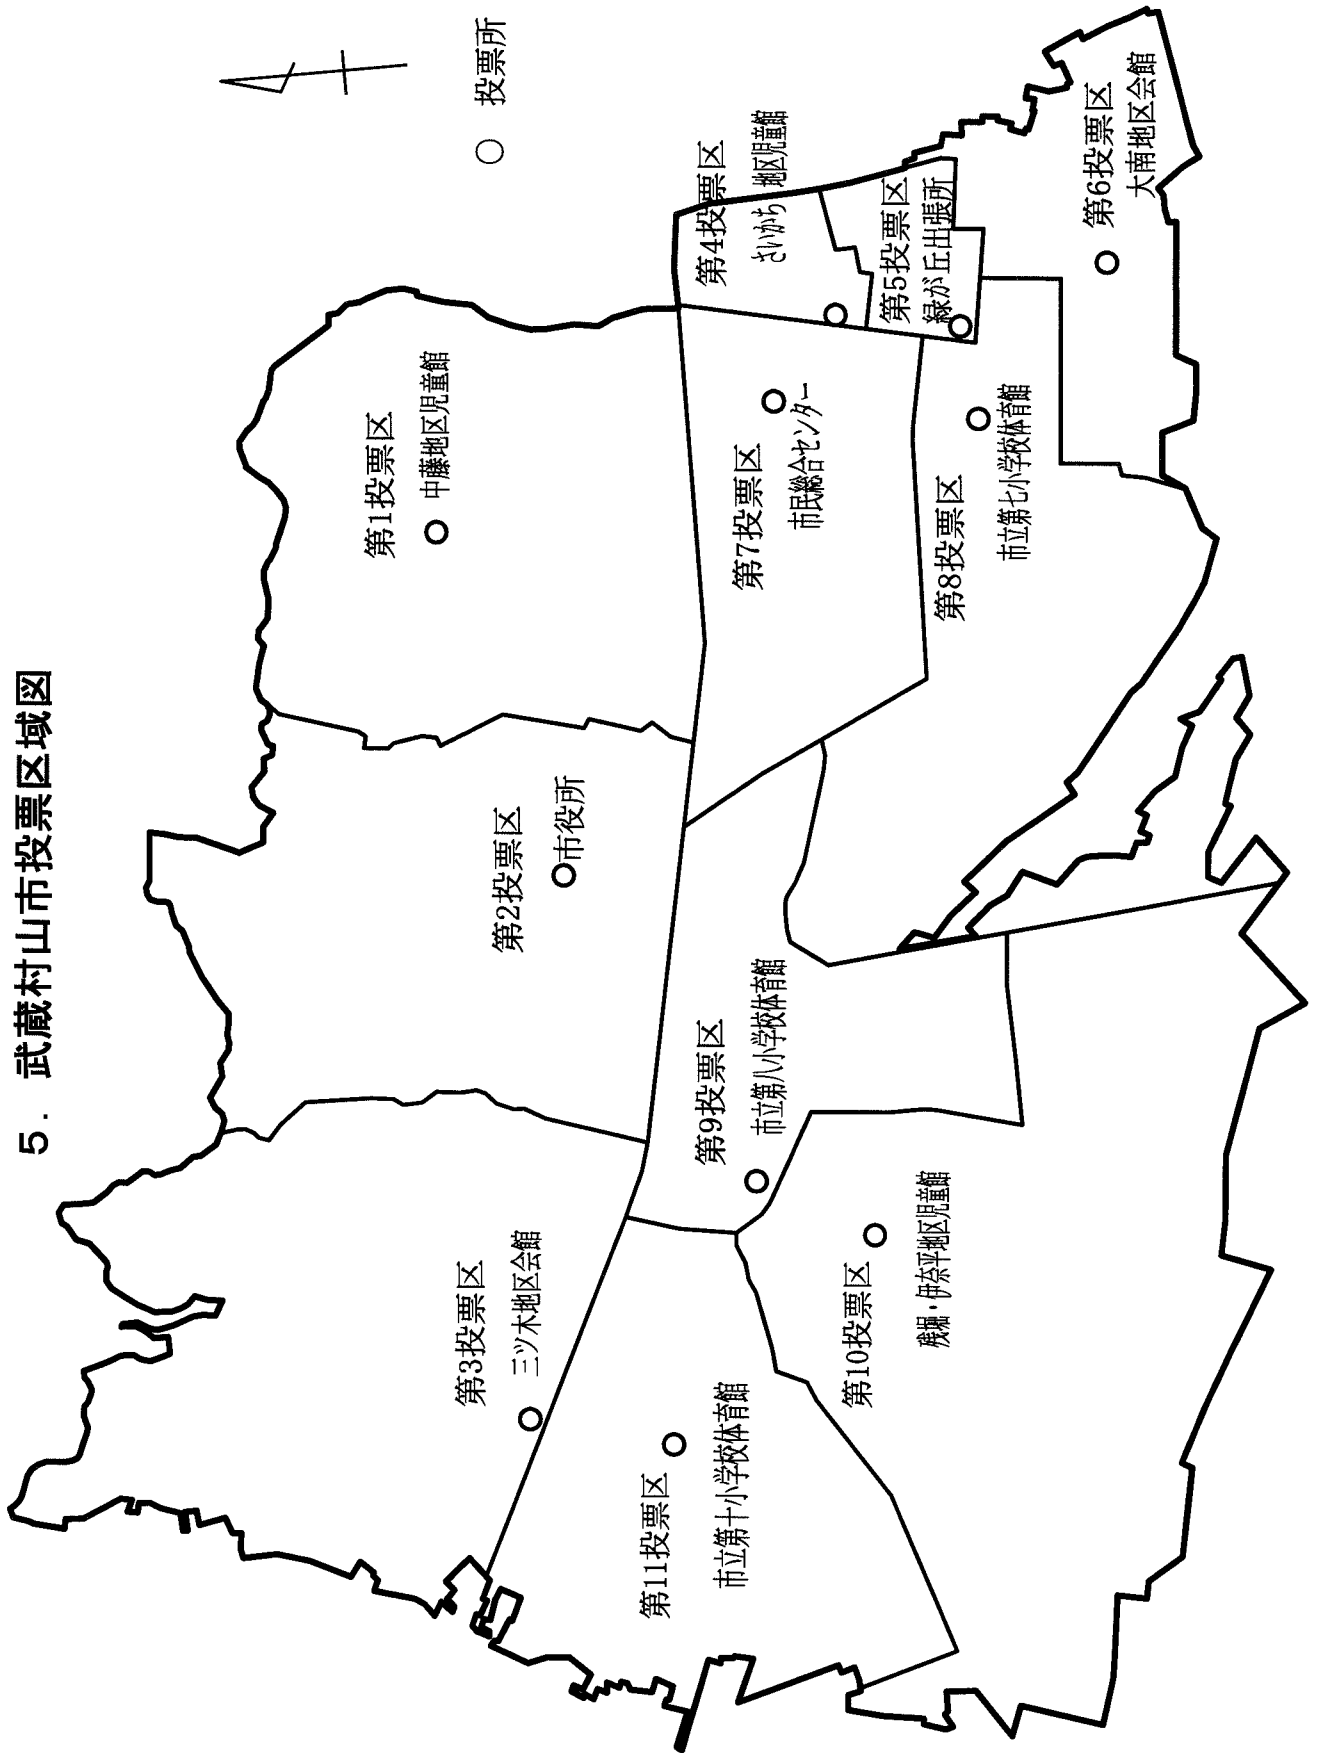 5. 武蔵村山市投票区域図
○ 投票所
第1投票区
中藤地区児童館
第2投票区
市役所
第3投票区
三ツ木地区会館
第4投票区
さいかち地区児童館
第5投票区
緑が丘出張所
第6投票区
大南地区会館
第7投票区
市民総合センター
第8投票区
市立第七小学校体育館
第9投票区
市立第八小学校体育館
第10投票区
残堀・伊奈平地区児童館
第11投票区
市立第十小学校体育館